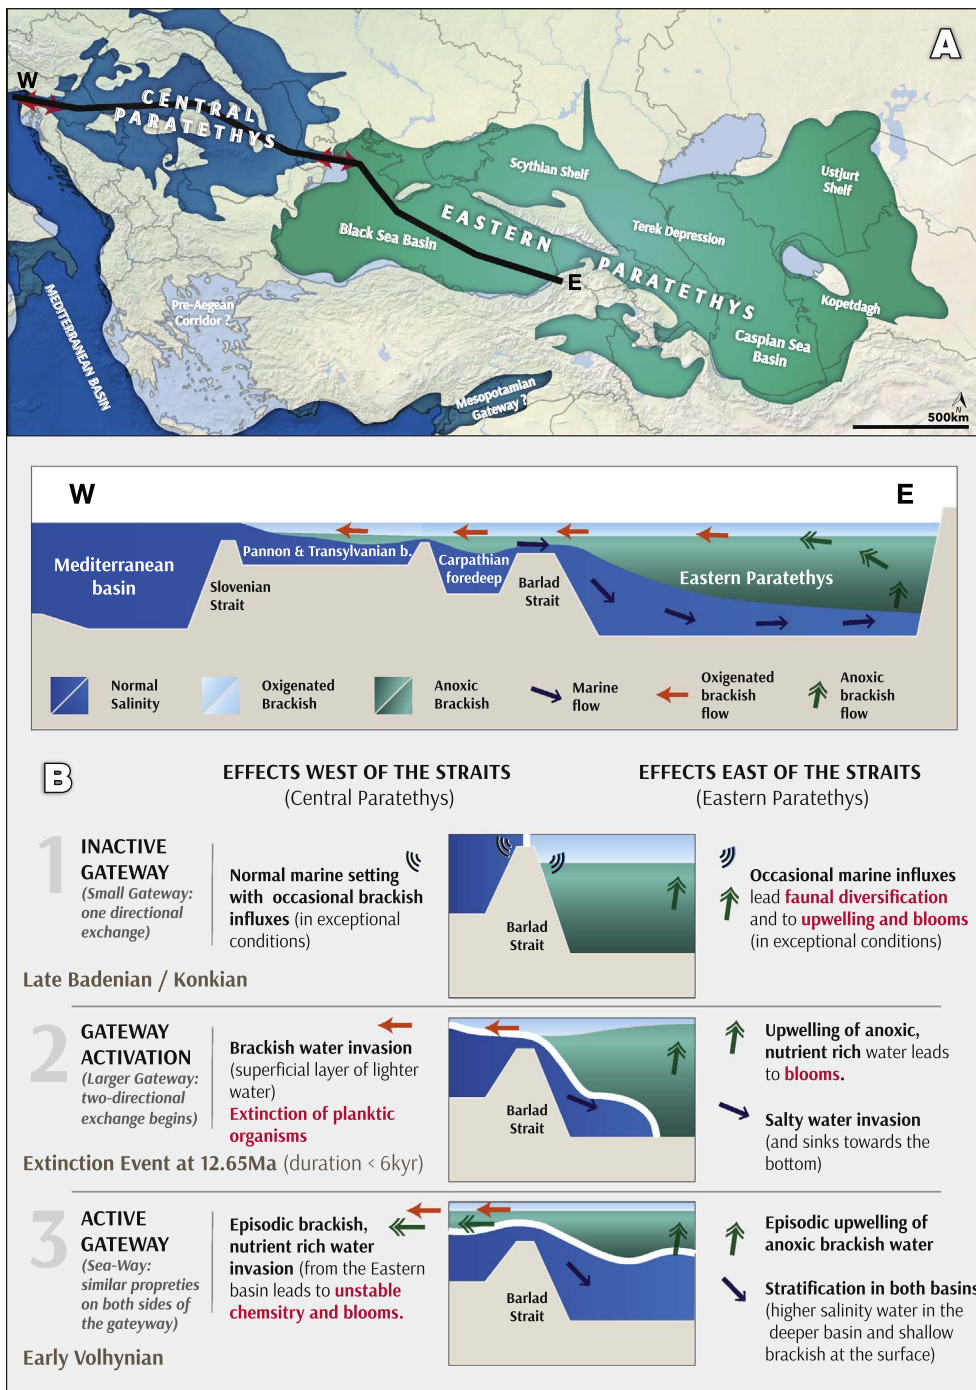 A
W
CENTRAL
PARATETHYS
Scythian Shelf
Ustjurt
Shelf
EASTERN
PARATETHYS
Black Sea Basin
Terek Depression
E
MEDITERRANEAN BASIN
Pre-Aegean
Corridor ?
Kopetdagh
Caspian Sea
Basin
Mesopotamian
Gateway ?
N
500km
W
E
Mediterranean
basin
Pannon & Transylvanian b.
Slovenian
Strait
Carpathian
foredeep
Barlad
Strait
Eastern Paratethys
Normal
Salinity
Oxigenated
Brackish
Anoxic
Brackish
Marine
flow
Oxigenated
brackish
flow
Anoxic
brackish
flow
B
EFFECTS WEST OF THE STRAITS
(Central Paratethys)
EFFECTS EAST OF THE STRAITS
(Eastern Paratethys)
1
INACTIVE
GATEWAY
(Small Gateway:
one directional
exchange)
Late Badenian / Konkian
Normal marine setting
with occasional brackish
influxes (in exceptional
conditions)
Barlad
Strait
Occasional marine influxes
lead faunal diversification
and to upwelling and blooms
(in exceptional conditions)
2
GATEWAY
ACTIVATION
(Larger Gateway:
two-directional
exchange begins)
Extinction Event at 12.65Ma (duration < 6kyr)
Brackish water invasion
(superficial layer of lighter
water)
Extinction of planktic
organisms
Barlad
Strait
Upwelling of anoxic,
nutrient rich water leads
to blooms.
Salty water invasion
(and sinks towards the
bottom)
3
ACTIVE
GATEWAY
(Sea-Way:
similar propreties
on both sides of
the gateyway)
Early Volhynian
Episodic brackish,
nutrient rich water
invasion (from the Eastern
basin leads to unstable
chemsitry and blooms.
Barlad
Strait
Episodic upwelling of
anoxic brackish water
Stratification in both basins
(higher salinity water in the
deeper basin and shallow
brackish at the surface)